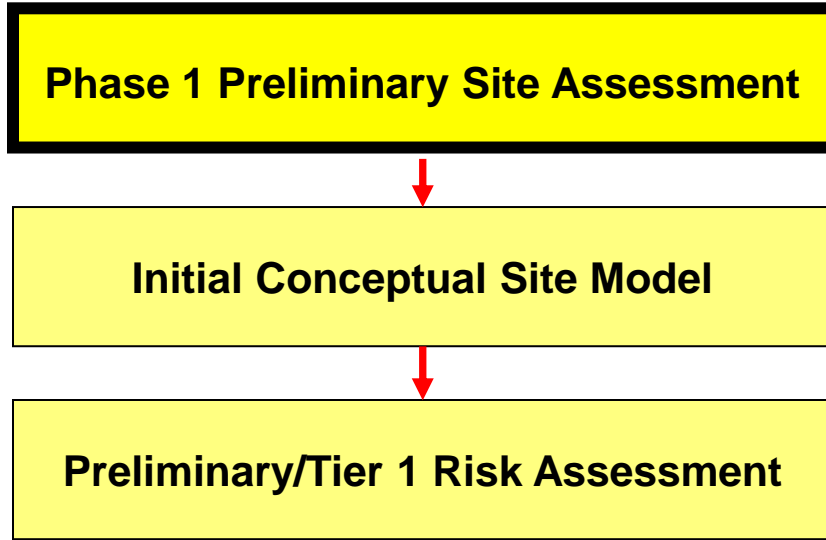 Phase 1 Preliminary Site Assessment
Initial Conceptual Site Model
Preliminary/Tier 1 Risk Assessment